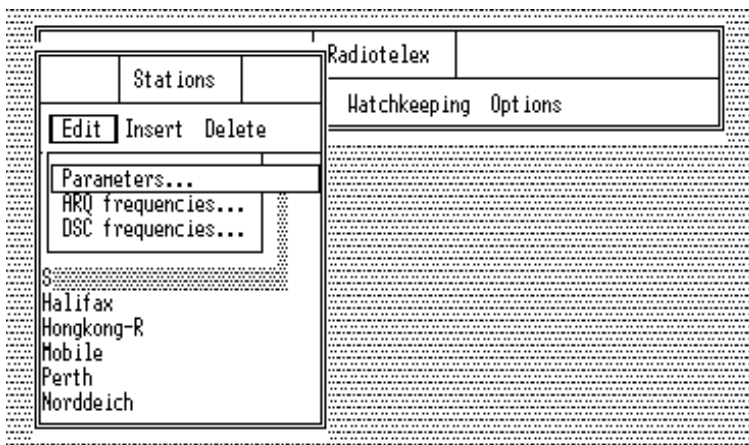 Radiotelex
Watchkeeping Options
Stations
Edit Insert Delete
Parameters...
ARQ frequencies...
DSC frequencies...
S
Halifax
Hongkong-R
Mobile
Perth
Norddeich